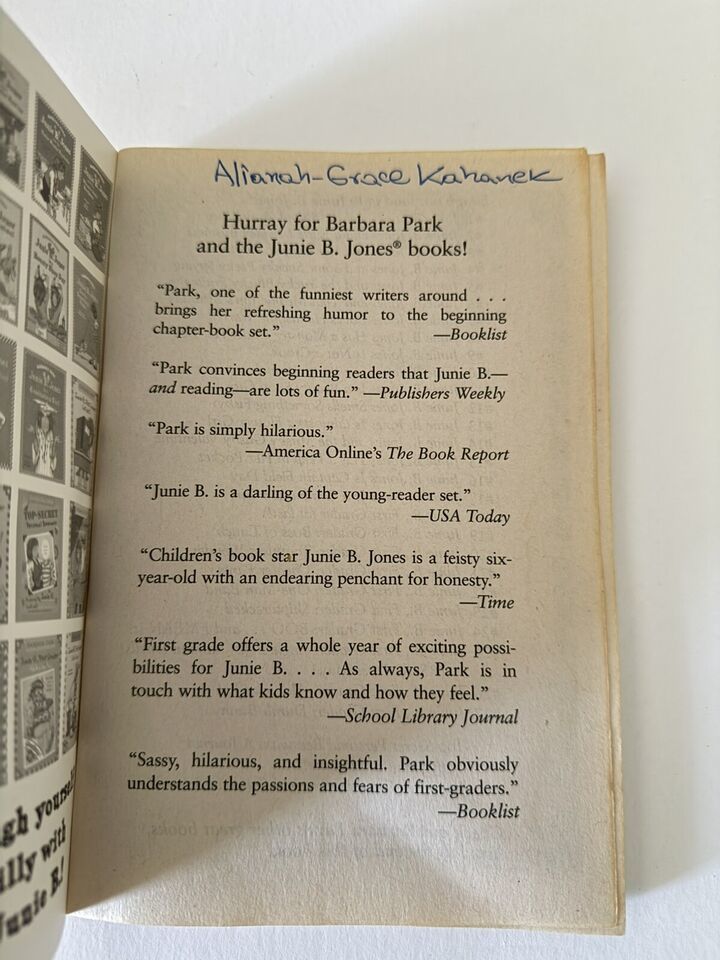 Alianah-Grace Kahanek
Hurray for Barbara Park
and the Junie B. Jones® books!
“Park, one of the funniest writers around . . .
brings her refreshing humor to the beginning
chapter-book set.” —Booklist
“Park convinces beginning readers that Junie B.—
and reading—are lots of fun.” —Publishers Weekly
“Park is simply hilarious.”
—America Online’s The Book Report
“Junie B. is a darling of the young-reader set.”
—USA Today
“Children’s book star Junie B. Jones is a feisty six-
year-old with an endearing penchant for honesty.”
—Time
“First grade offers a whole year of exciting possi-
bilities for Junie B. . . . As always, Park is in
touch with what kids know and how they feel.”
—School Library Journal
“Sassy, hilarious, and insightful. Park obviously
understands the passions and fears of first-graders.”
—Booklist
TOP-SECRET
with
Junie B.!